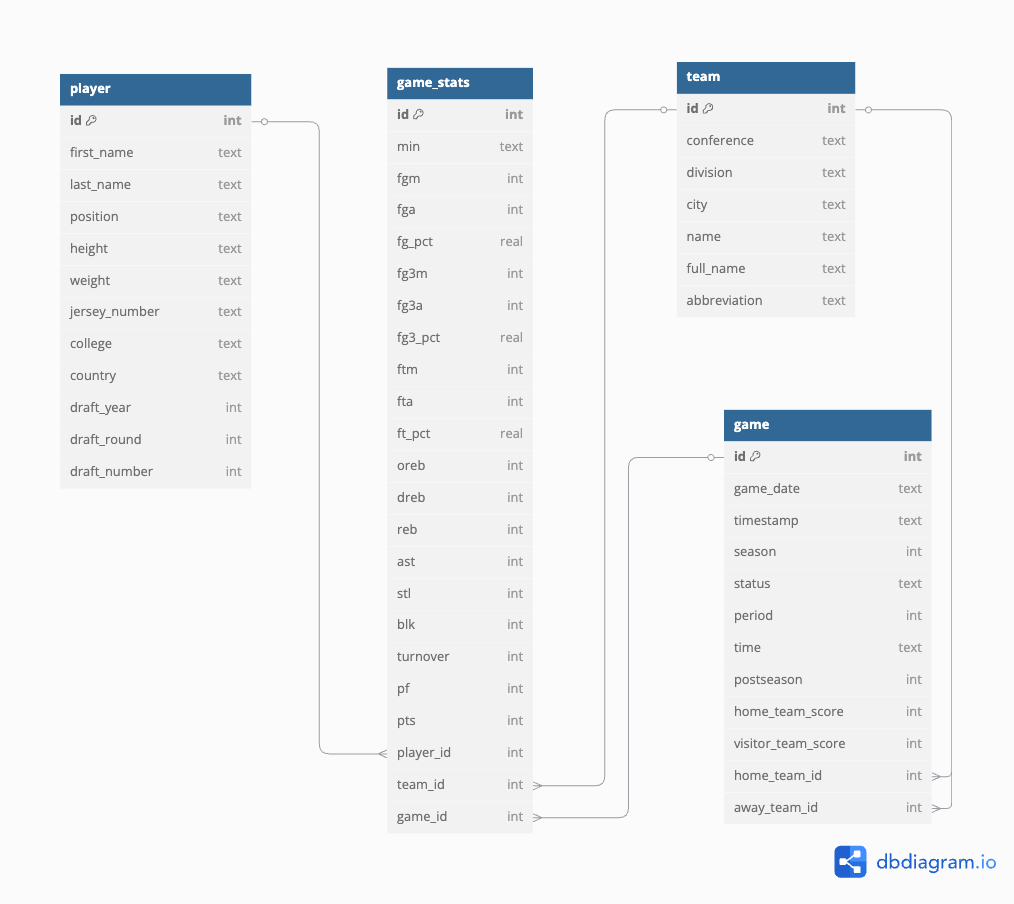 player
id int
first_name text
last_name text
position text
height text
weight text
jersey_number text
college text
country text
draft_year int
draft_round int
draft_number int
game_stats
id int
min text
fgm int
fga int
fg_pct real
fg3m int
fg3a int
fg3_pct real
ftm int
fta int
ft_pct real
oreb int
dreb int
reb int
ast int
stl int
blk int
turnover int
pf int
pts int
player_id int
team_id int
game_id int
team
id int
conference text
division text
city text
name text
full_name text
abbreviation text
game
id int
game_date text
timestamp text
season int
status text
period int
time text
postseason int
home_team_score int
visitor_team_score int
home_team_id int
away_team_id int
dbdiagram.io